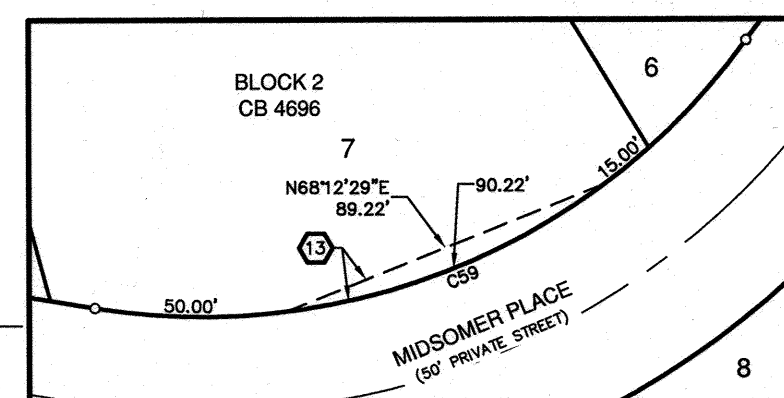 BLOCK 2
CB 4696
6
7
15.00'
N68°12'29"E
89.22'
90.22'
13
C59
50.00'
MIDSOMER PLACE
(50' PRIVATE STREET)
8